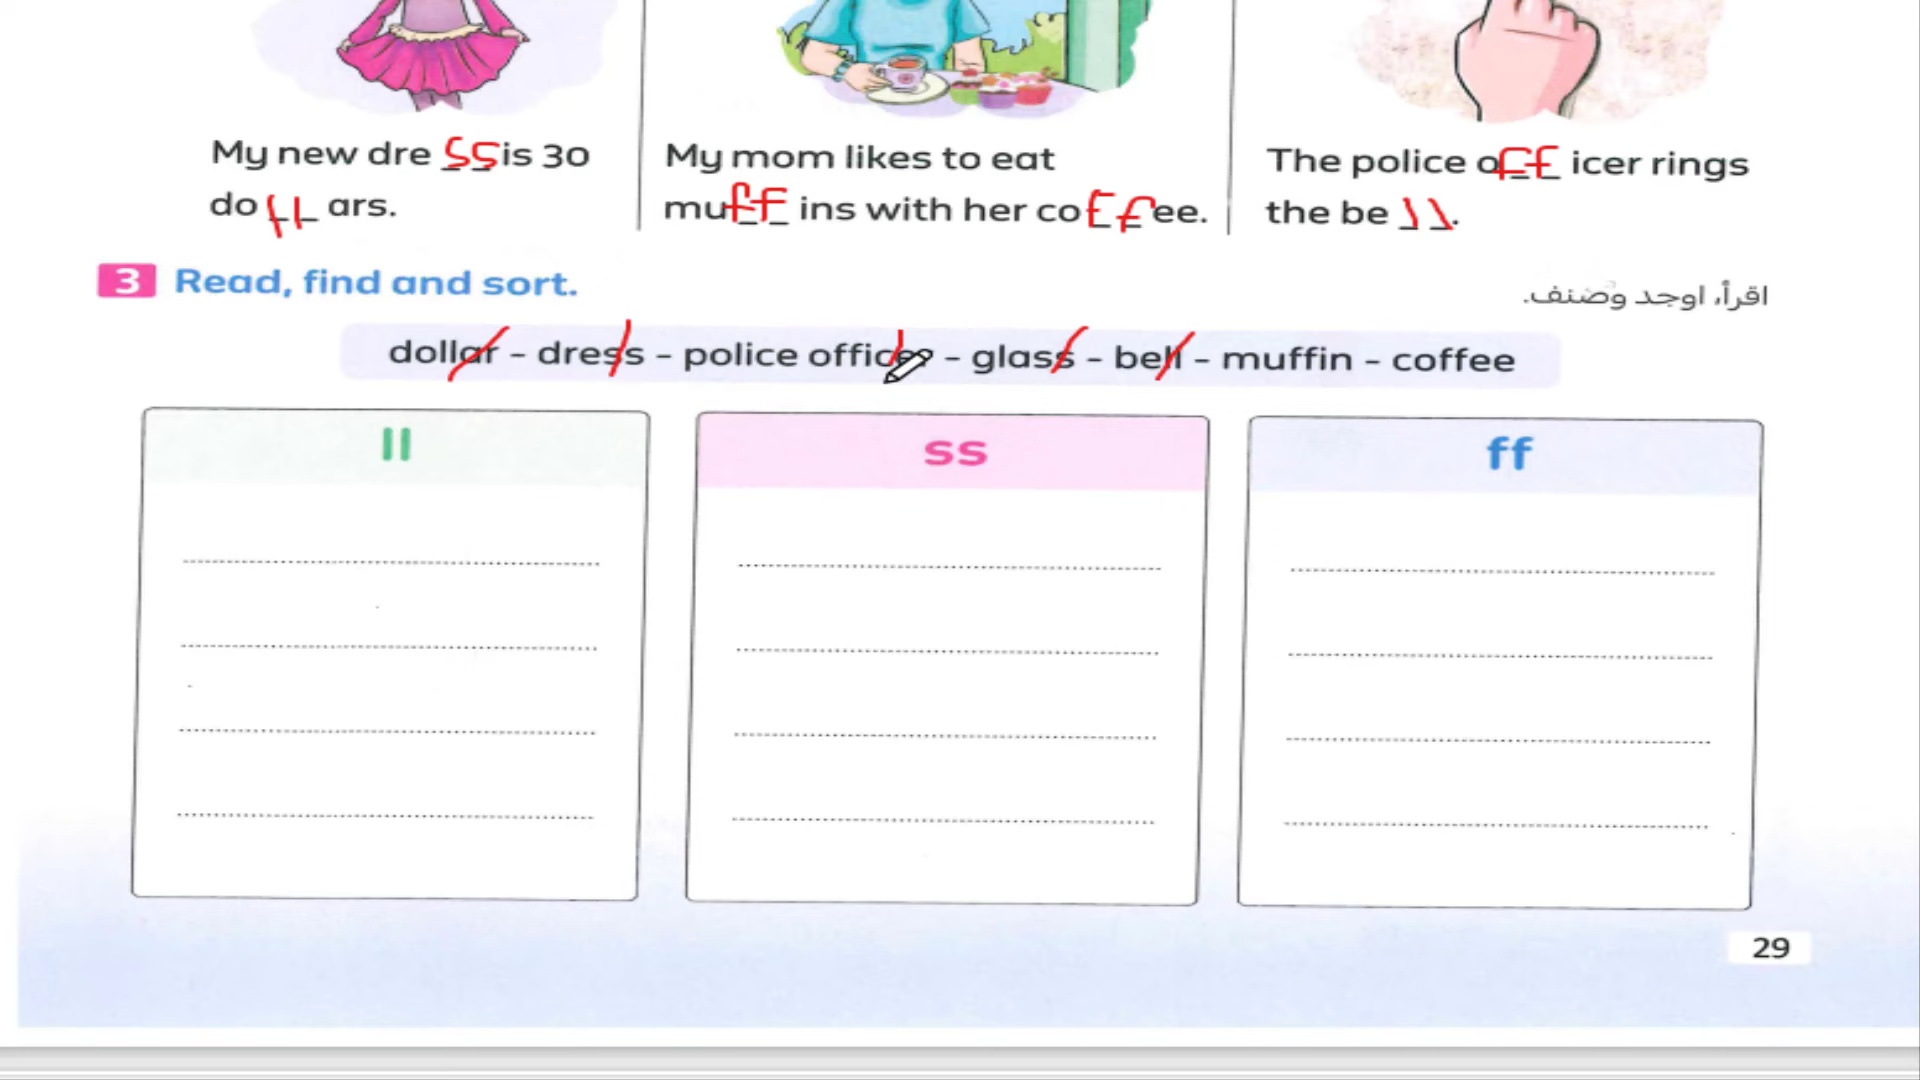 My new dre ss is 30
do ll ars.
My mom likes to eat
mu ff ins with her co ff ee.
The police o ff icer rings
the be ll.
3 Read, find and sort.
اقرأ، اوجد وُصنف.
dollar – dress – police officer – glass – bell – muffin – coffee
ll
ss
ff
29